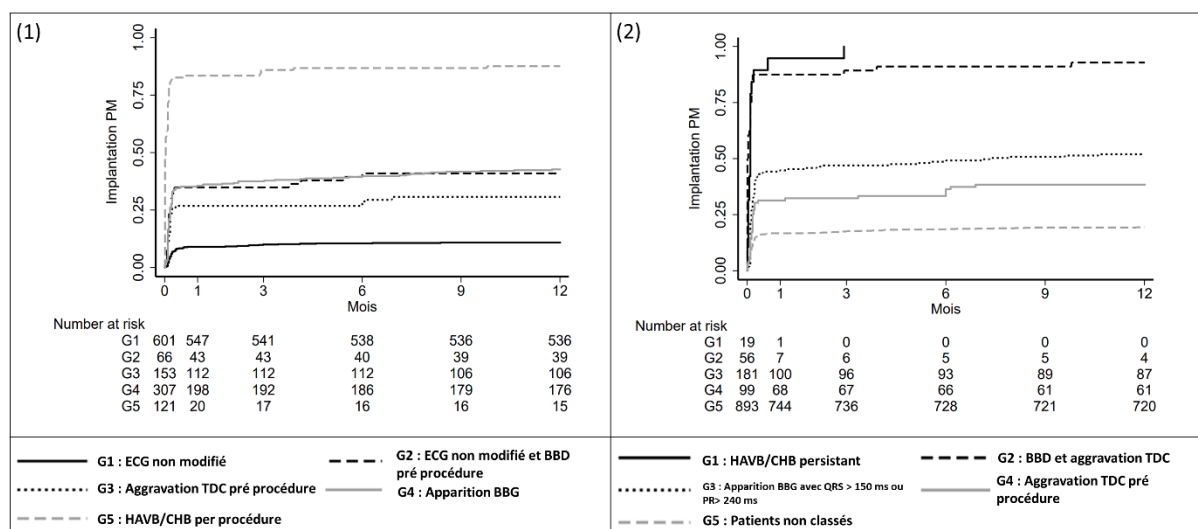 (1)
1.00
0.75
0.50
0.25
0.00
Implantation PM
0 1 3 6 9 12
Mois
Number at risk
G1 601 547 541 538 536 536
G2 66 43 43 40 39 39
G3 153 112 112 112 106 106
G4 307 198 192 186 179 176
G5 121 20 17 16 16 15
G1 : ECG non modifié
G2 : ECG non modifié et BBD
pré procédure
G3 : Aggravation TDC pré procédure
G4 : Apparition BBG
G5 : HAVB/CHB per procédure
(2)
1.00
0.75
0.50
0.25
0.00
Implantation PM
0 1 3 6 9 12
Mois
Number at risk
G1 19 1 0 0 0 0
G2 56 7 6 5 5 4
G3 181 100 96 93 89 87
G4 99 68 67 66 61 61
G5 893 744 736 728 721 720
G1 : HAVB/CHB persistant
G2 : BBD et aggravation TDC
G3 : Apparition BBG avec QRS > 150 ms ou
PR> 240 ms
G4 : Aggravation TDC pré
procédure
G5 : Patients non classés